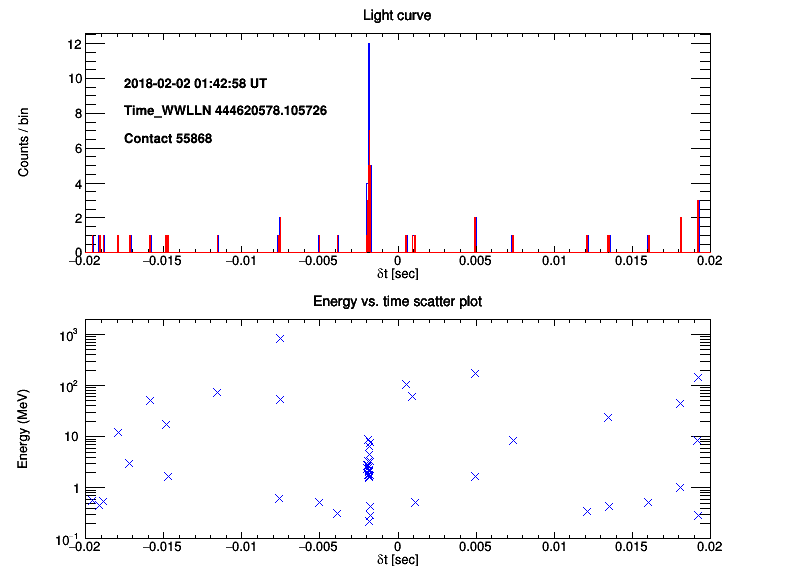 Light curve
Counts / bin
12
10
8
6
4
2
0
2018-02-02 01:42:58 UT
Time_WWLLN 444620578.105726
Contact 55868
−0.02 −0.015 −0.01 −0.005 0 0.005 0.01 0.015 0.02
δt [sec]
Energy vs. time scatter plot
Energy (MeV)
10³
10²
10
1
10⁻¹
−0.02 −0.015 −0.01 −0.005 0 0.005 0.01 0.015 0.02
δt [sec]